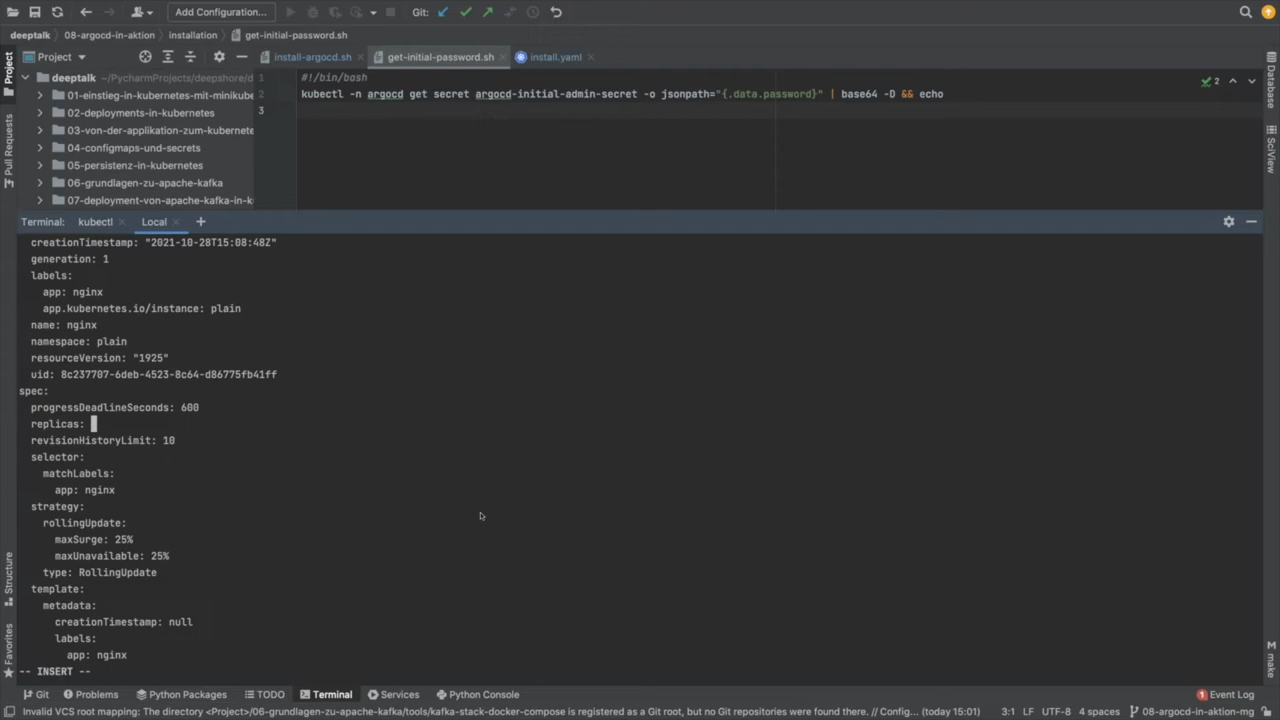 Add Configuration...
Git:
deeptalk
08-argocd-in-aktion
installation
get-initial-password.sh
Project
install-argocd.sh
get-initial-password.sh
install.yaml
Project
Pull Requests
Structure
Favorites
deeptalk ~/PycharmProjects/deepshore/d
01-einstieg-in-kubernetes-mit-minikube
02-deployments-in-kubernetes
03-von-der-applikation-zum-kubernete
04-configmaps-und-secrets
05-persistenz-in-kubernetes
06-grundlagen-zu-apache-kafka
07-deployment-von-apache-kafka-in-k
1 #!/bin/bash
2 kubectl -n argocd get secret argocd-initial-admin-secret -o jsonpath="{.data.password}" | base64 -D && echo
3
2
Database
SciView
make
Terminal: kubectl Local
creationTimestamp: "2021-10-28T15:08:48Z"
generation: 1
labels:
app: nginx
app.kubernetes.io/instance: plain
name: nginx
namespace: plain
resourceVersion: "1925"
uid: 8c237707-6deb-4523-8c64-d86775fb41ff
spec:
progressDeadlineSeconds: 600
replicas:
revisionHistoryLimit: 10
selector:
matchLabels:
app: nginx
strategy:
rollingUpdate:
maxSurge: 25%
maxUnavailable: 25%
type: RollingUpdate
template:
metadata:
creationTimestamp: null
labels:
app: nginx
-- INSERT --
Git Problems Python Packages TODO Terminal Services Python Console 1 Event Log
Invalid VCS root mapping: The directory <Project>/06-grundlagen-zu-apache-kafka/tools/kafka-stack-docker-compose is registered as a Git root, but no Git repositories were found there. // Config... (today 15:01) 3:1 LF UTF-8 4 spaces 08-argocd-in-aktion-mg